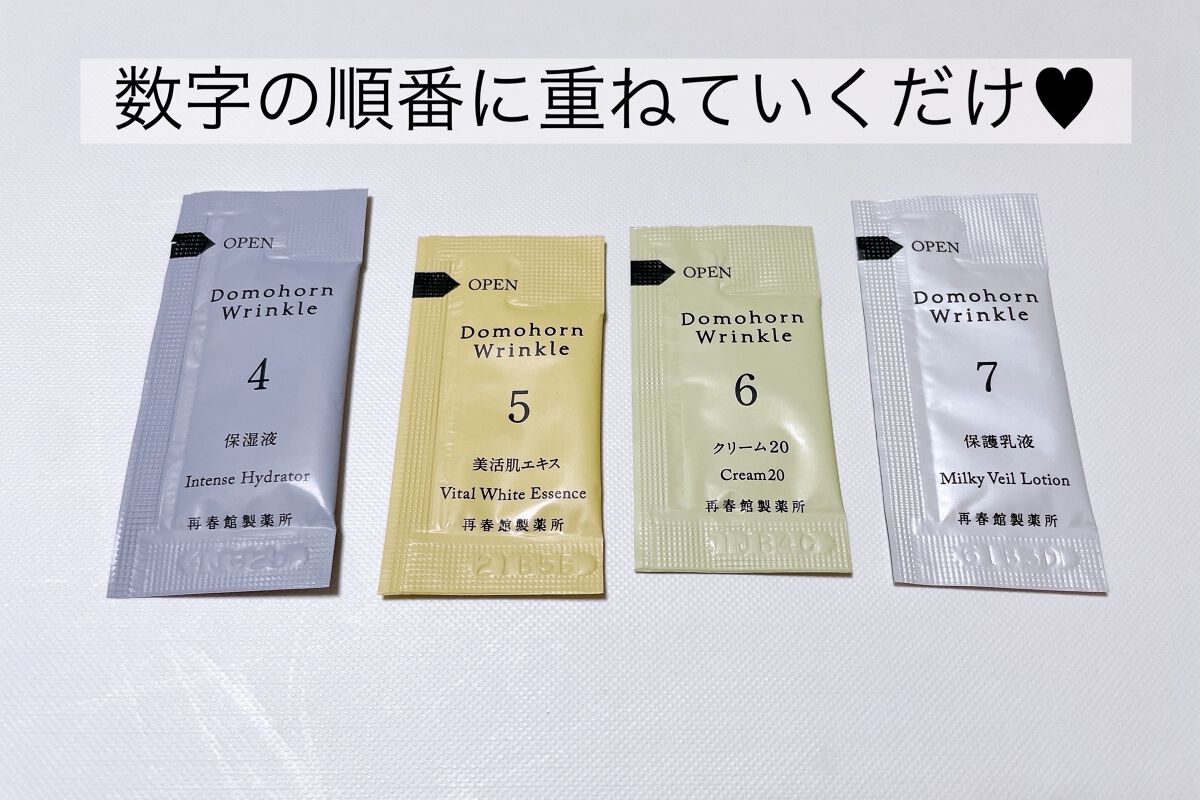 数字の順番に重ねていくだけ♥
OPEN
Domohorn
Wrinkle
4
保湿液
Intense Hydrator
再春館製薬所
OPEN
Domohorn
Wrinkle
5
美活肌エキス
Vital White Essence
再春館製薬所
21B5B
OPEN
Domohorn
Wrinkle
6
クリーム20
Cream20
再春館製薬所
1JB4C
OPEN
Domohorn
Wrinkle
7
保護乳液
Milky Veil Lotion
再春館製薬所